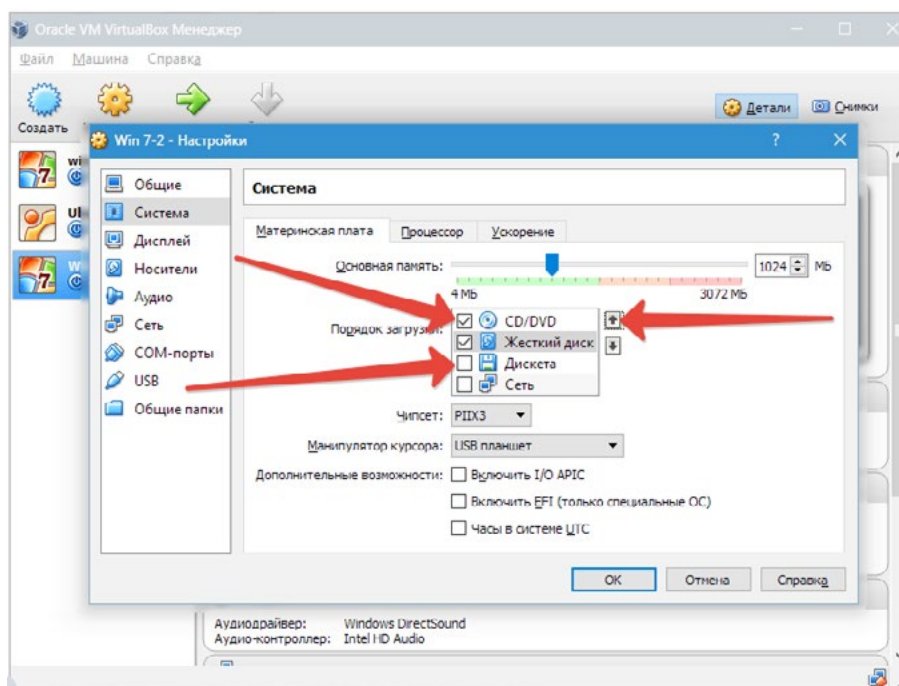 Oracle VM VirtualBox Менеджер
Файл Машина Справка
Создать
Детали Снимки
Win 7-2 - Настройки
Общие
Система
Дисплей
Носители
Аудио
Сеть
COM-порты
USB
Общие папки
Система
Материнская плата Процессор Ускорение
Основная память: 1024 МБ
4 МБ 3072 МБ
Порядок загрузки:
CD/DVD
Жесткий диск
Дискета
Сеть
Чипсет: PIIX3
Манипулятор курсора: USB планшет
Дополнительные возможности: Включить I/O APIC
Включить EFI (только специальные ОС)
Часы в системе UTC
OK Отмена Справка
Аудиодрайвер: Windows DirectSound
Аудио-контроллер: Intel HD Audio